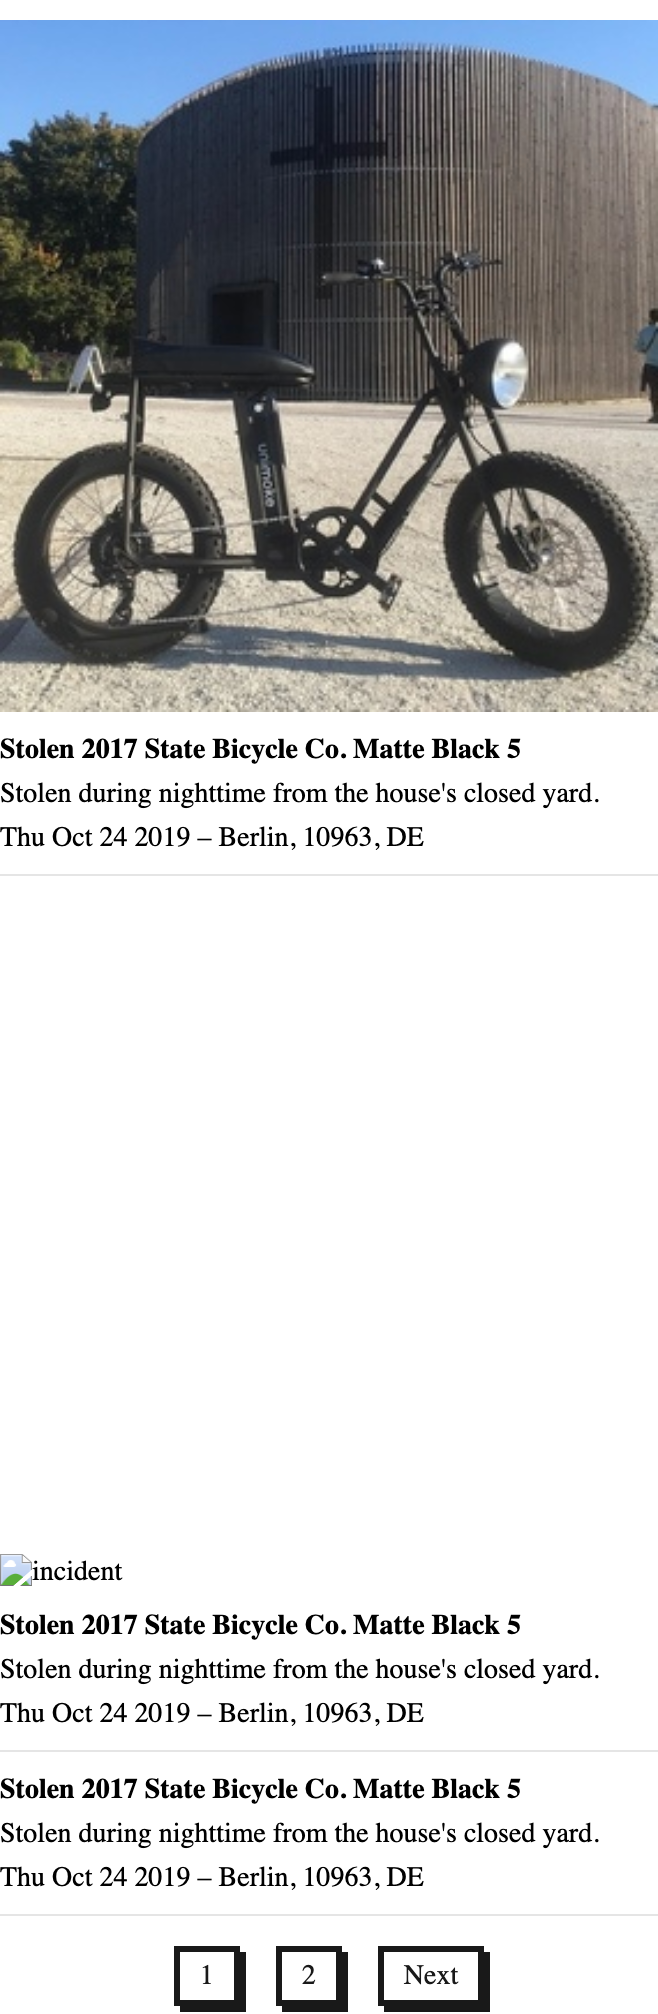 unimoke
Stolen 2017 State Bicycle Co. Matte Black 5
Stolen during nighttime from the house's closed yard.
Thu Oct 24 2019 – Berlin, 10963, DE
incident
Stolen 2017 State Bicycle Co. Matte Black 5
Stolen during nighttime from the house's closed yard.
Thu Oct 24 2019 – Berlin, 10963, DE
Stolen 2017 State Bicycle Co. Matte Black 5
Stolen during nighttime from the house's closed yard.
Thu Oct 24 2019 – Berlin, 10963, DE
1 2 Next